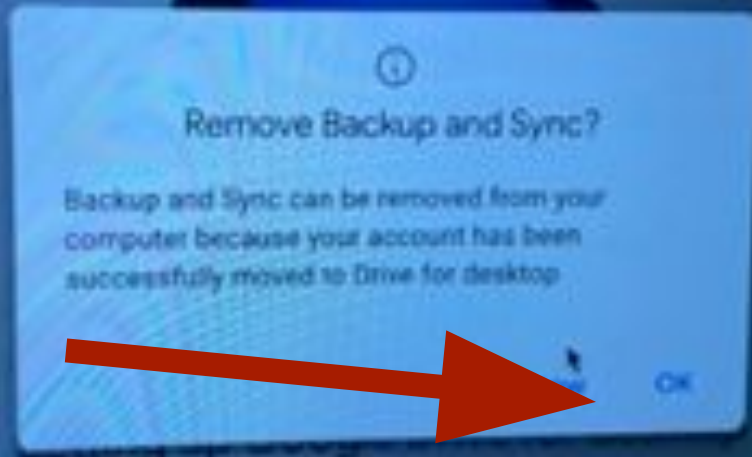 Remove Backup and Sync?
Backup and Sync can be removed from your
computer because your account has been
successfully moved to Drive for desktop
OK